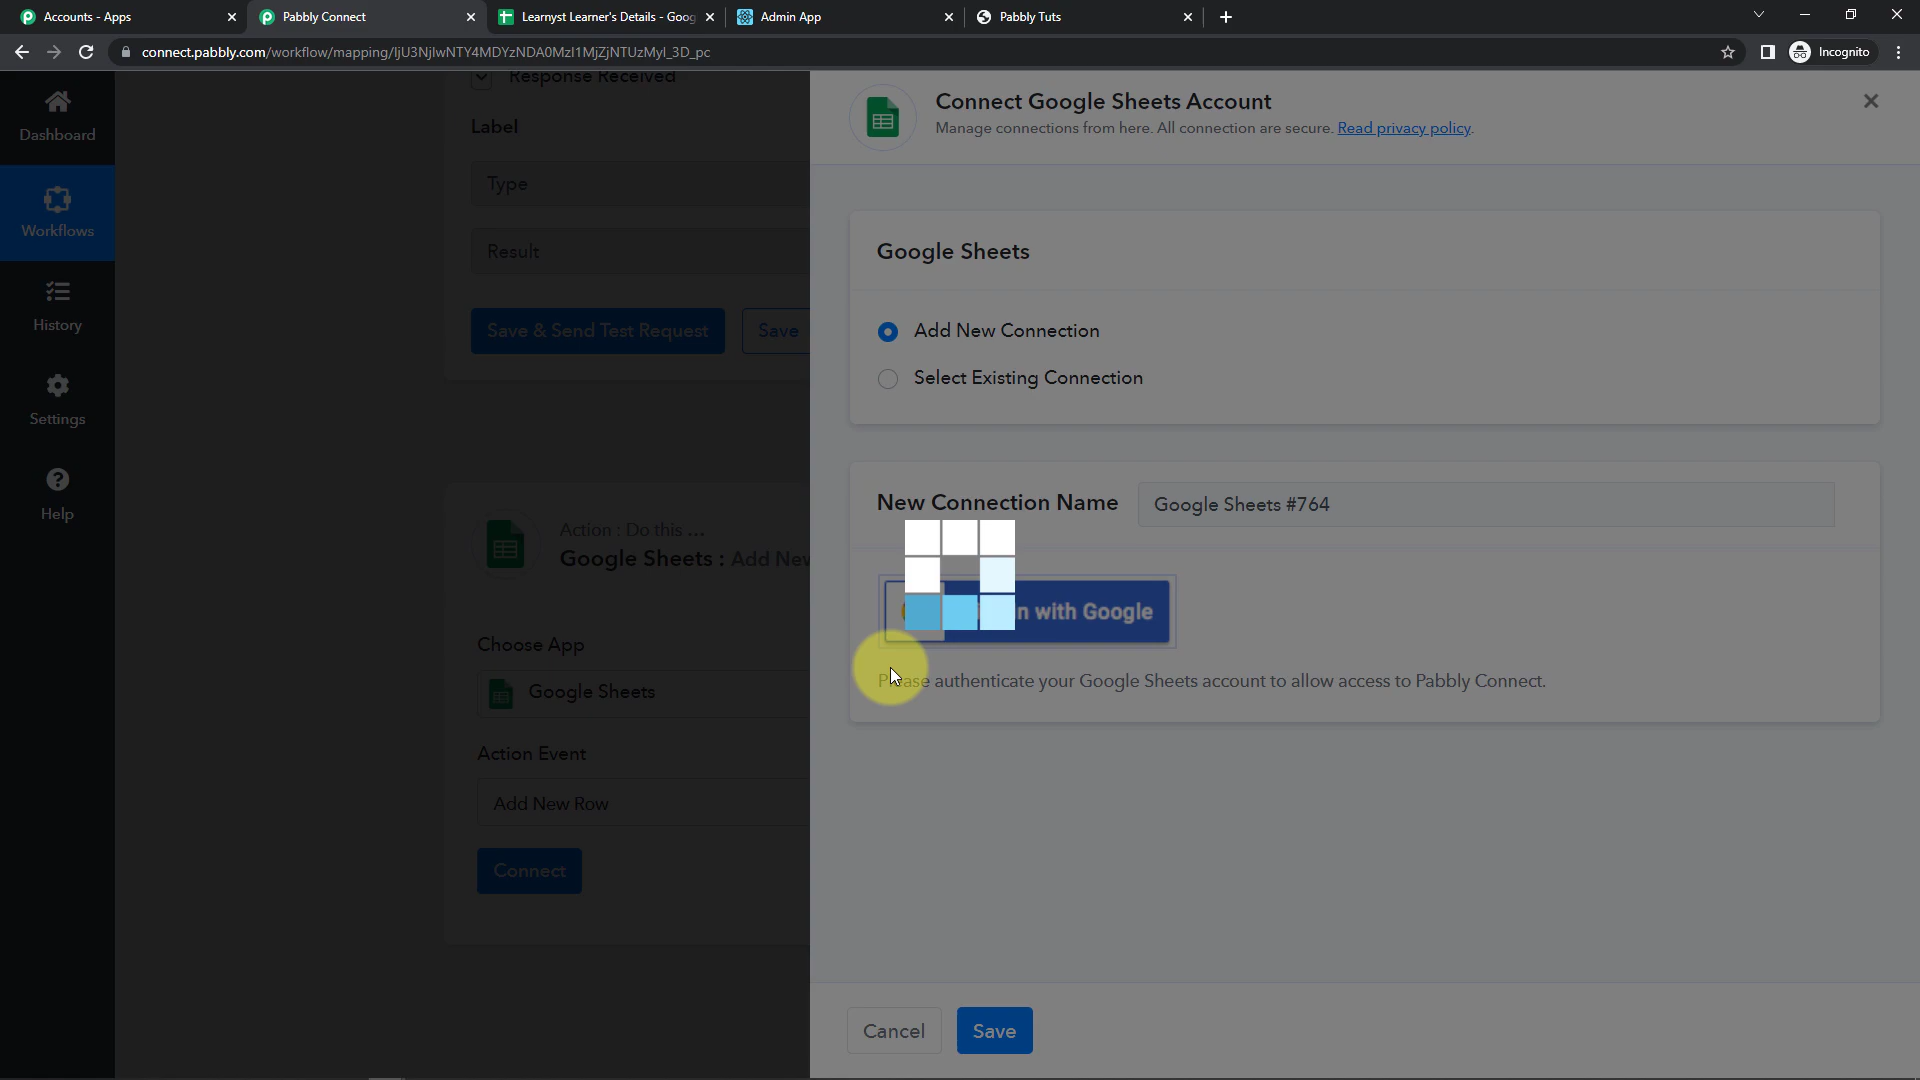 Accounts - Apps
Pabbly Connect
Learnyst Learner's Details - Goog
Admin App
Pabbly Tuts
connect.pabbly.com/workflow/mapping/IjU3NjIwNTY4MDYzNDA0MzI1MjZjNTUzMyI_3D_pc
Incognito
Dashboard
Workflows
History
Settings
Help
Response Received
Label
Type
Result
Save & Send Test Request
Save
Action : Do this ...
Google Sheets : Add New
Choose App
Google Sheets
Action Event
Add New Row
Connect
Connect Google Sheets Account
Manage connections from here. All connection are secure. Read privacy policy.
Google Sheets
Add New Connection
Select Existing Connection
New Connection Name
Google Sheets #764
n with Google
Please authenticate your Google Sheets account to allow access to Pabbly Connect.
Cancel
Save